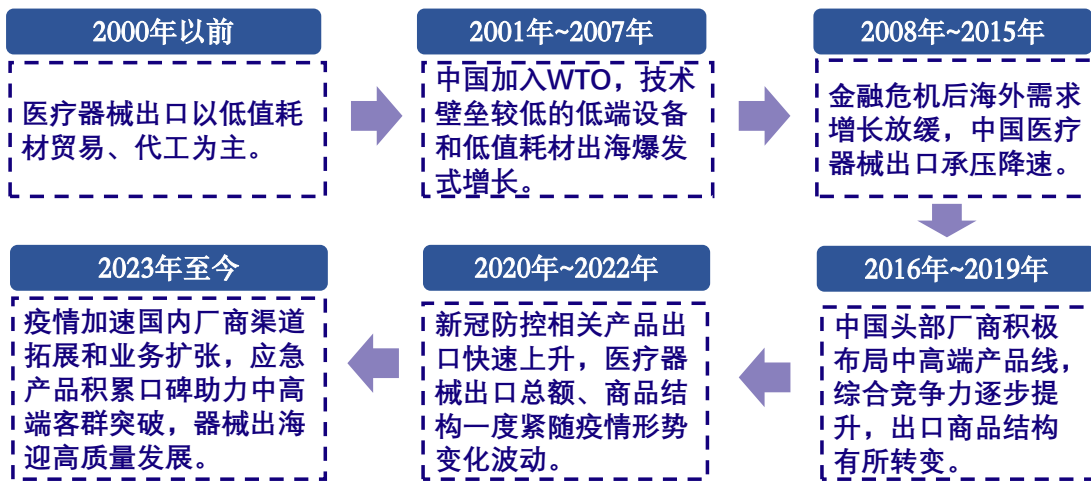 2000年以前
医疗器械出口以低值耗
材贸易、代工为主。
2001年~2007年
中国加入WTO，技术
壁垒较低的低端设备
和低值耗材出海爆发
式增长。
2008年~2015年
金融危机后海外需求
增长放缓，中国医疗
器械出口承压降速。
2016年~2019年
中国头部厂商积极
布局中高端产品线，
综合竞争力逐步提
升，出口商品结构
有所转变。
2020年~2022年
新冠防控相关产品出
口快速上升，医疗器
械出口总额、商品结
构一度紧随疫情形势
变化波动。
2023年至今
疫情加速国内厂商渠道
拓展和业务扩张，应急
产品积累口碑助力中高
端客群突破，器械出海
迎高质量发展。